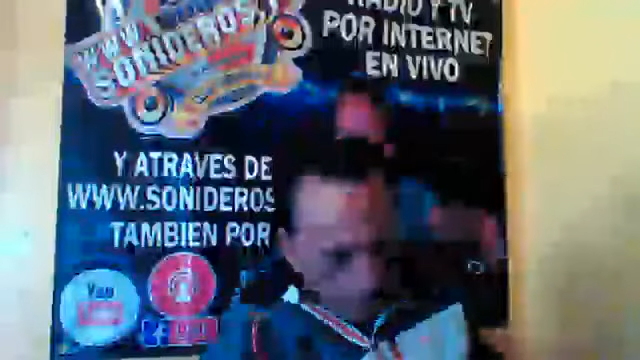 WWW.
SONIDEROS.
RADIO Y TV
POR INTERNET
EN VIVO
Y ATRAVES DE
WWW.SONIDEROS
TAMBIEN POR
You